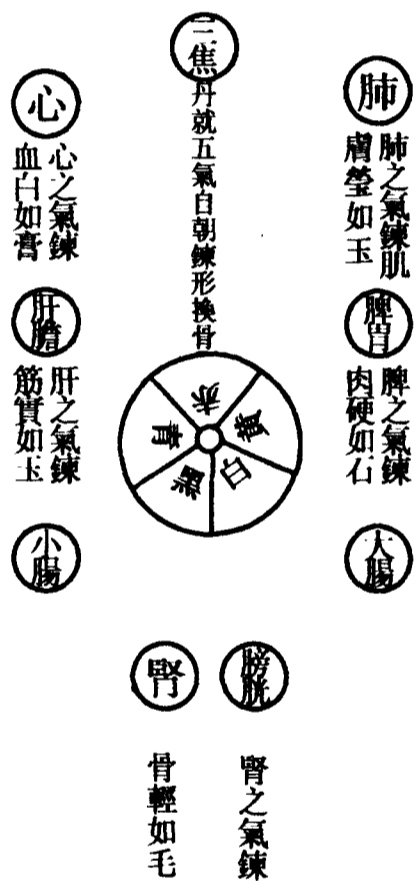 肺
肺之氣鍊肌
膚瑩如玉
脾胃
脾之氣鍊
肉硬如石
大腸
三焦
丹就五氣自朝鍊形換骨
赤
黃
白
黑
青
心
心之氣鍊
血白如膏
肝膽
肝之氣鍊
筋實如玉
小腸
膀胱
腎之氣鍊
腎
骨輕如毛